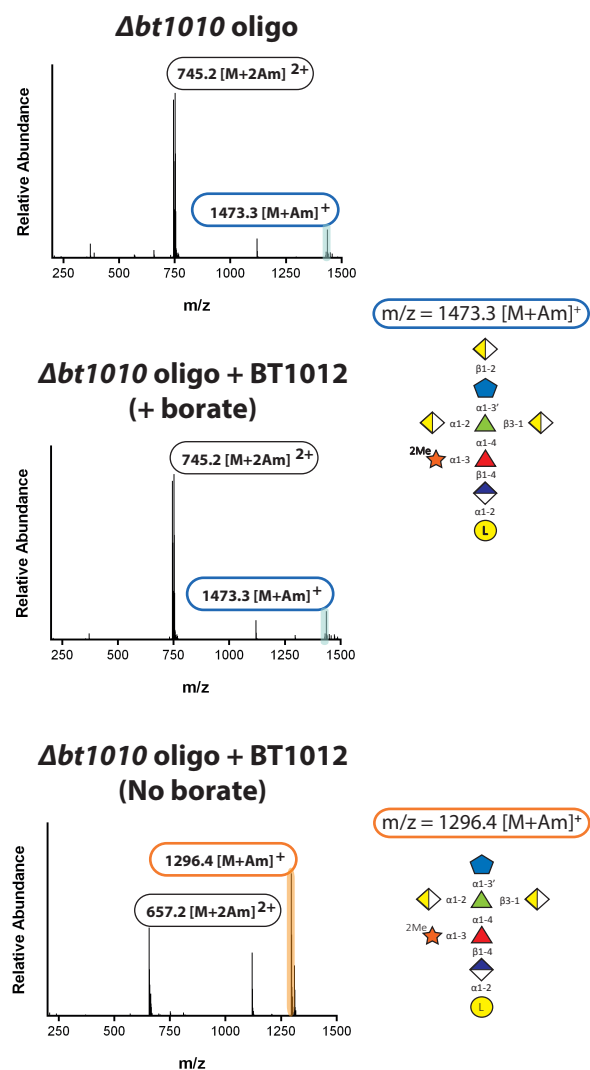 Δbt1010 oligo
745.2 [M+2Am] 2+
1473.3 [M+Am]+
Relative Abundance
250 500 750 1000 1250 1500
m/z
m/z = 1473.3 [M+Am]+
β1-2
α1-3'
α1-2 β3-1
α1-4
2Me α1-3
β1-4
α1-2
L
Δbt1010 oligo + BT1012
(+ borate)
745.2 [M+2Am] 2+
1473.3 [M+Am]+
Relative Abundance
250 500 750 1000 1250 1500
m/z
Δbt1010 oligo + BT1012
(No borate)
1296.4 [M+Am]+
657.2 [M+2Am]2+
Relative Abundance
250 500 750 1000 1250 1500
m/z
m/z = 1296.4 [M+Am]+
α1-3'
α1-2 β3-1
α1-4
2Me α1-3
β1-4
α1-2
L